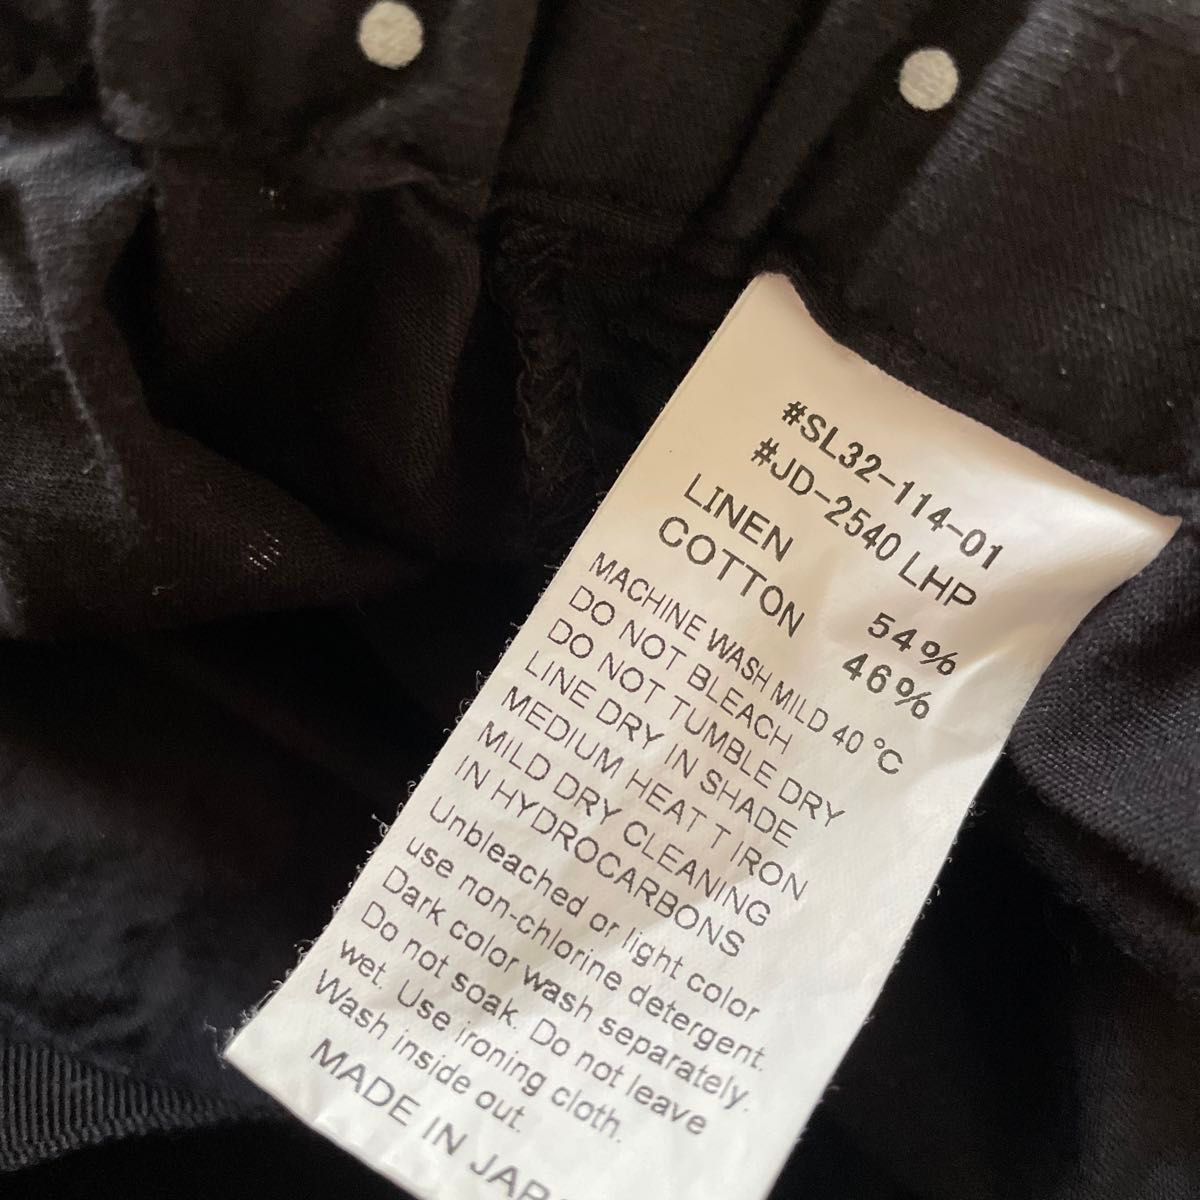 #SL32-114-01
#JD-2540 LHP
LINEN 54%
COTTON 46%
MACHINE WASH MILD 40 °C
DO NOT BLEACH
DO NOT TUMBLE DRY
LINE DRY IN SHADE
MEDIUM HEAT T IRON
MILD DRY CLEANING
IN HYDROCARBONS
Unbleached or light color
use non-chlorine detergent.
Dark color wash separately.
Do not soak. Do not leave
wet. Use ironing cloth.
Wash inside out.
MADE IN